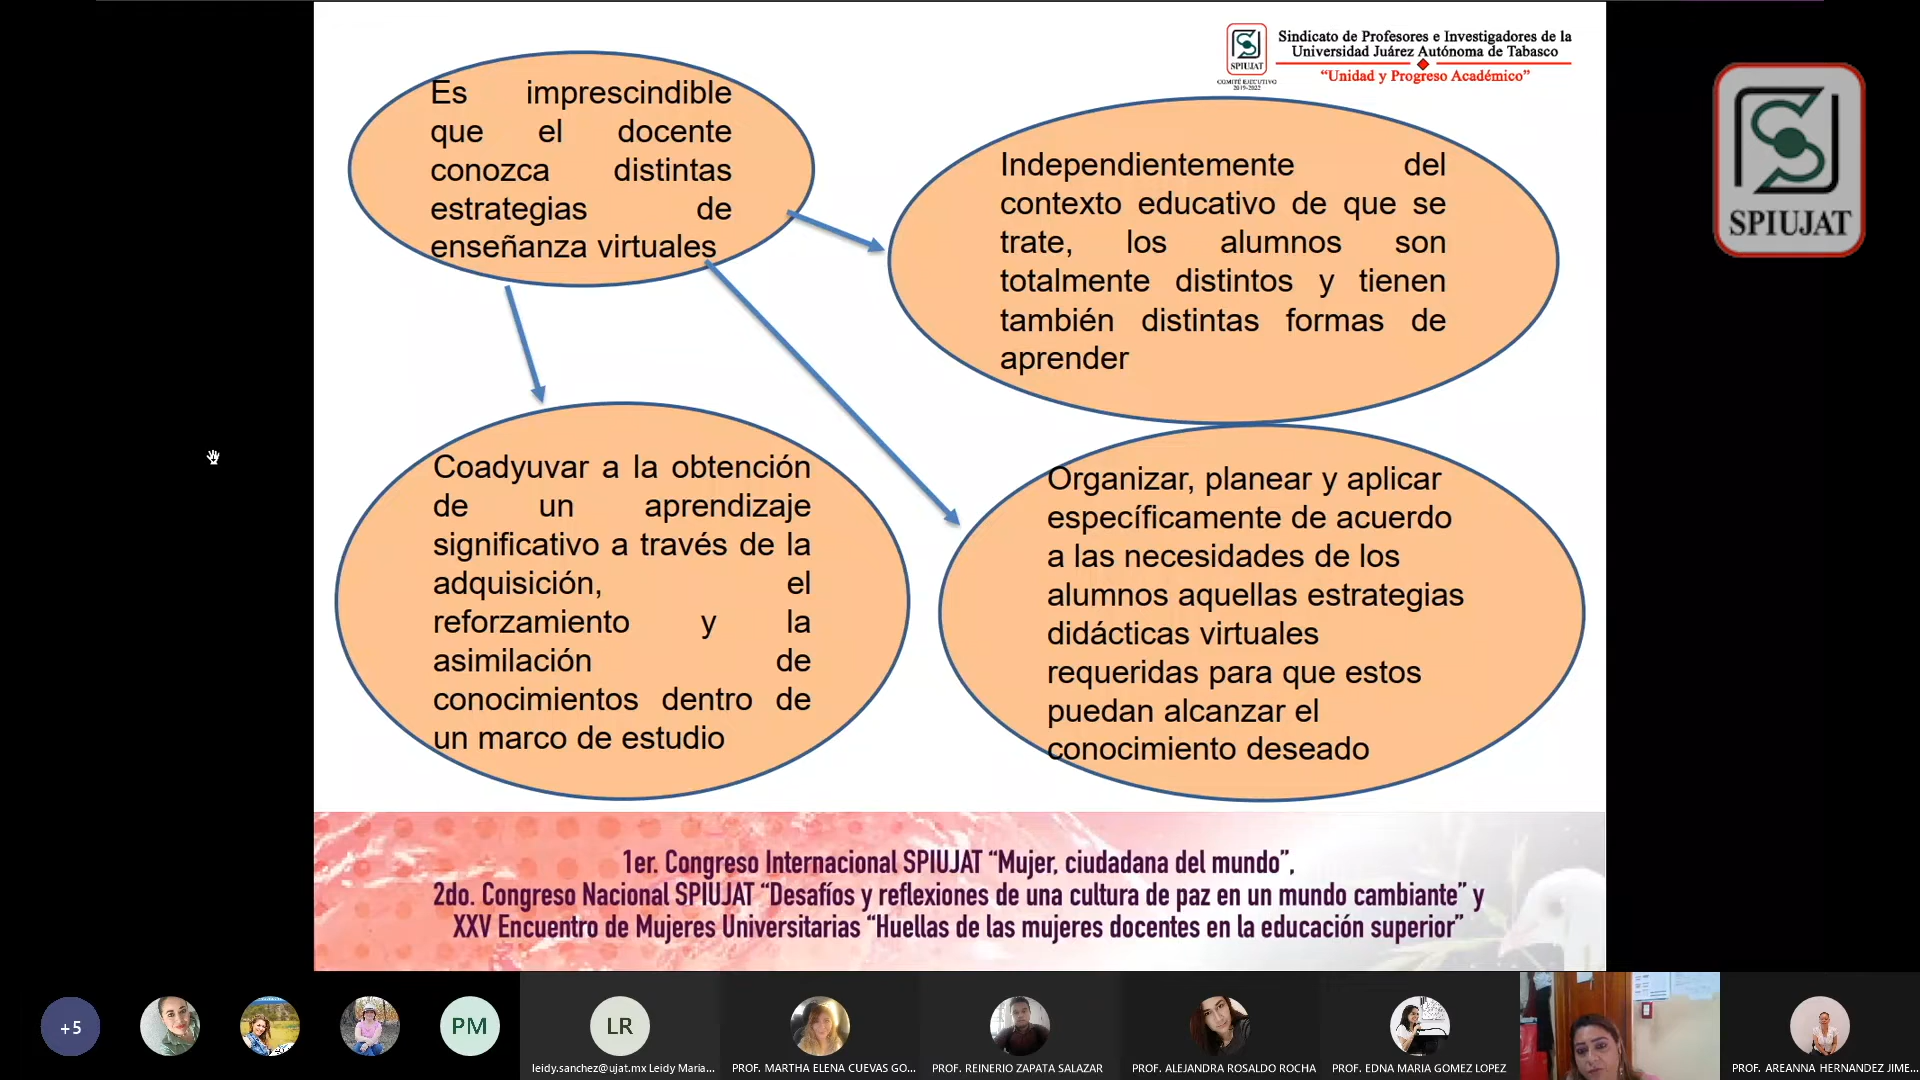 SPIUJAT
COMITÉ EJECUTIVO
2019-2022
Sindicato de Profesores e Investigadores de la
Universidad Juárez Autónoma de Tabasco
“Unidad y Progreso Académico”
SPIUJAT
Es imprescindible
que el docente
conozca distintas
estrategias de
enseñanza virtuales
Independientemente del
contexto educativo de que se
trate, los alumnos son
totalmente distintos y tienen
también distintas formas de
aprender
Coadyuvar a la obtención
de un aprendizaje
significativo a través de la
adquisición, el
reforzamiento y la
asimilación de
conocimientos dentro de
un marco de estudio
Organizar, planear y aplicar
específicamente de acuerdo
a las necesidades de los
alumnos aquellas estrategias
didácticas virtuales
requeridas para que estos
puedan alcanzar el
conocimiento deseado
1er. Congreso Internacional SPIUJAT “Mujer, ciudadana del mundo”,
2do. Congreso Nacional SPIUJAT “Desafíos y reflexiones de una cultura de paz en un mundo cambiante” y
XXV Encuentro de Mujeres Universitarias “Huellas de las mujeres docentes en la educación superior”
+5
PM
LR
leidy.sanchez@ujat.mx Leidy Maria...
PROF. MARTHA ELENA CUEVAS GO...
PROF. REINERIO ZAPATA SALAZAR
PROF. ALEJANDRA ROSALDO ROCHA
PROF. EDNA MARIA GOMEZ LOPEZ
PROF. AREANNA HERNANDEZ JIME...